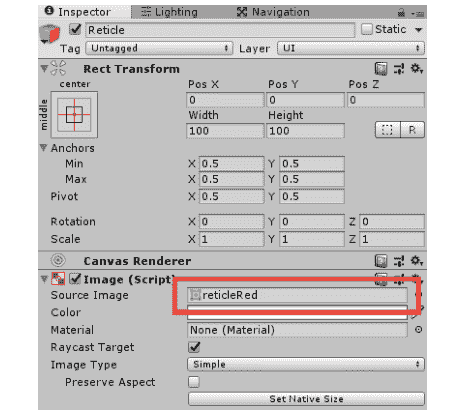 Inspector Lighting Navigation
Reticle Static
Tag Untagged Layer UI
Rect Transform
center Pos X Pos Y Pos Z
middle 0 0 0
Width Height
100 100 R
Anchors
Min X 0.5 Y 0.5
Max X 0.5 Y 0.5
Pivot X 0.5 Y 0.5
Rotation X 0 Y 0 Z 0
Scale X 1 Y 1 Z 1
Canvas Renderer
Image (Script)
Source Image reticleRed
Color
Material None (Material)
Raycast Target
Image Type Simple
Preserve Aspect
Set Native Size